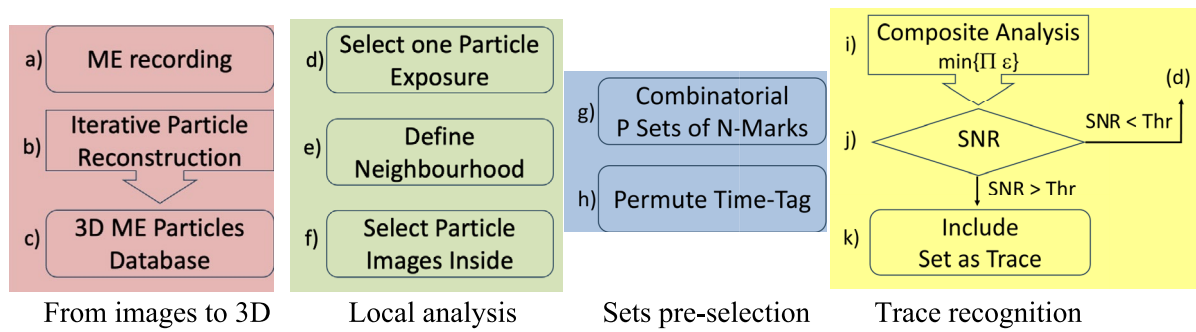 a) ME recording
b) Iterative Particle
Reconstruction
c) 3D ME Particles
Database
From images to 3D
d) Select one Particle
Exposure
e) Define
Neighbourhood
f) Select Particle
Images Inside
Local analysis
g) Combinatorial
P Sets of N-Marks
h) Permute Time-Tag
Sets pre-selection
i) Composite Analysis
min{Π ε}
(d)
SNR < Thr
j) SNR
SNR > Thr
k) Include
Set as Trace
Trace recognition